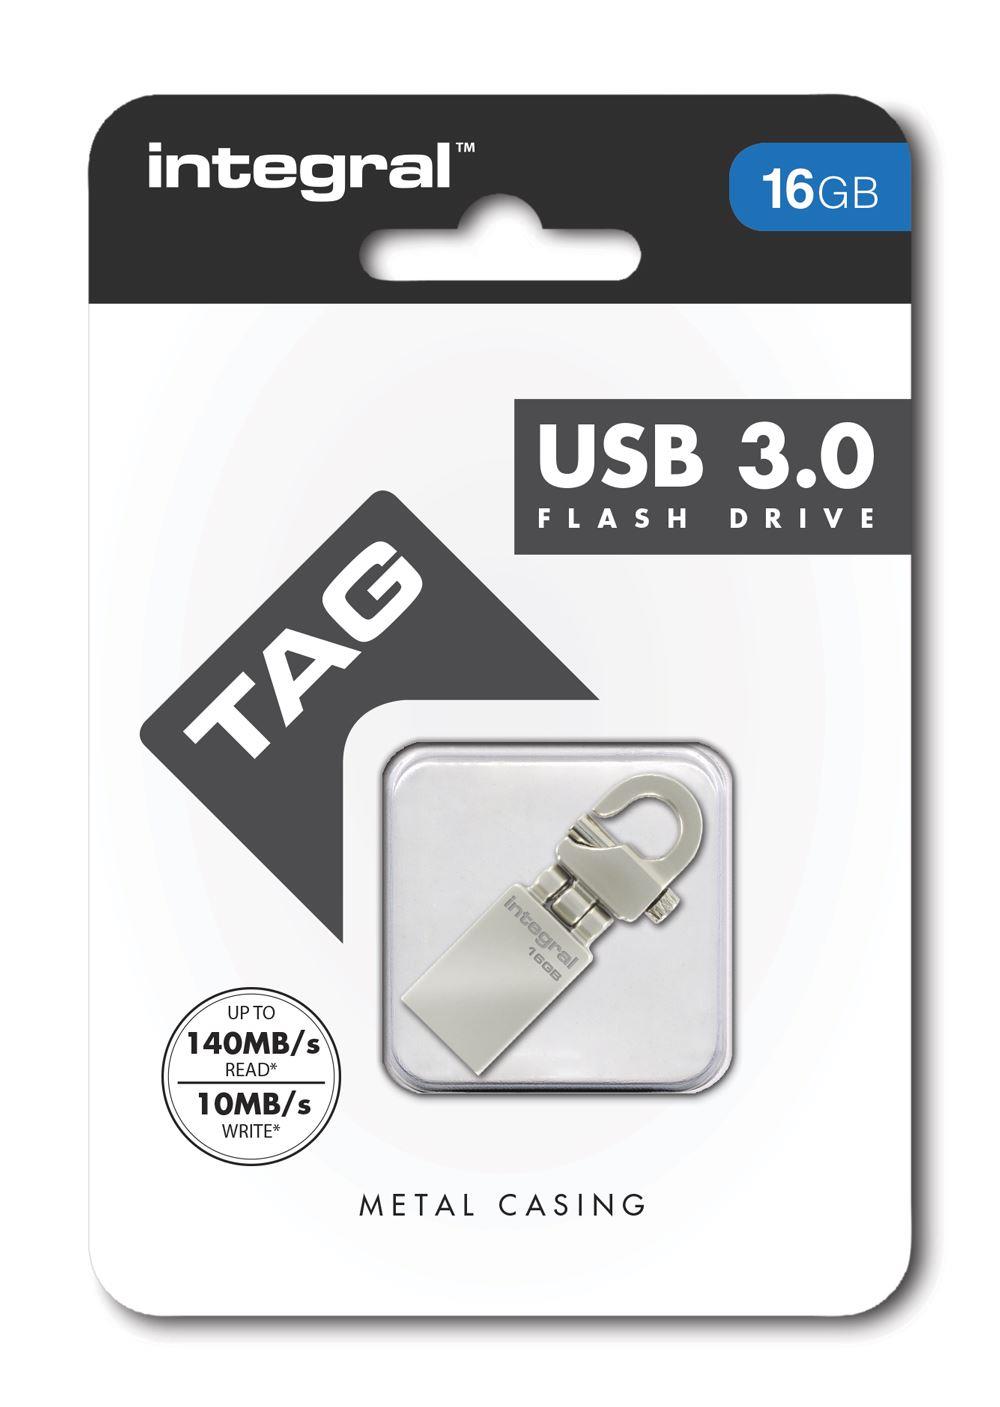 integral™
16GB
USB 3.0
FLASH DRIVE
TAG
integral
16GB
UP TO
140MB/s
READ*
10MB/s
WRITE*
METAL CASING